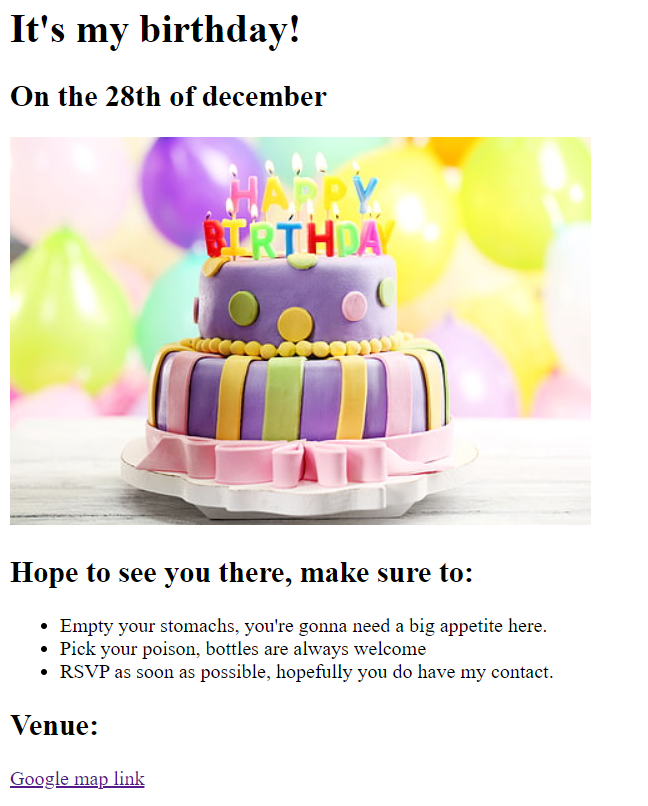 It's my birthday!
On the 28th of december
HAPPY
BIRTHDAY
Hope to see you there, make sure to:
• Empty your stomachs, you're gonna need a big appetite here.
• Pick your poison, bottles are always welcome
• RSVP as soon as possible, hopefully you do have my contact.
Venue:
Google map link